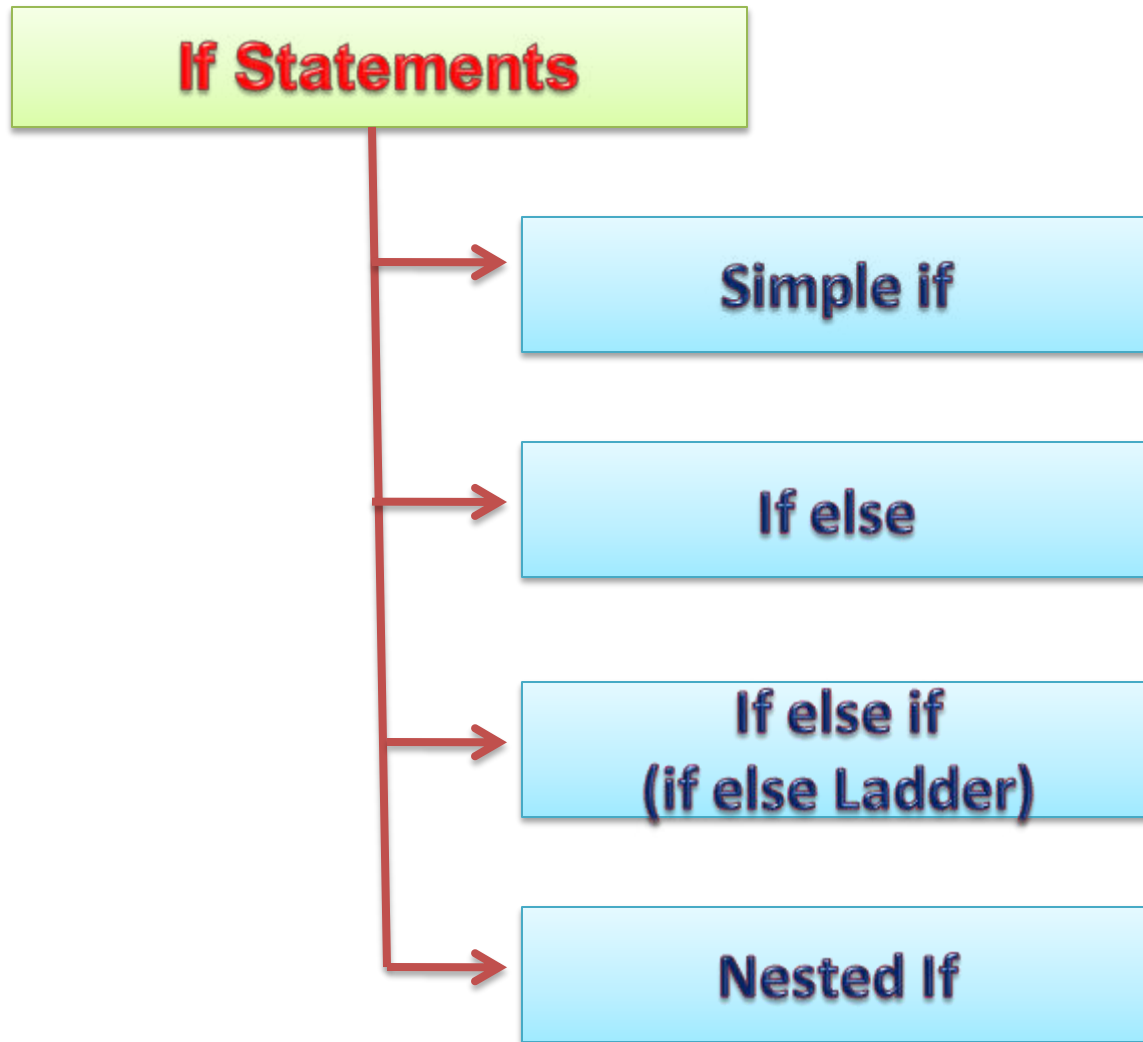 If Statements
Simple if
If else
If else if
(if else Ladder)
Nested If